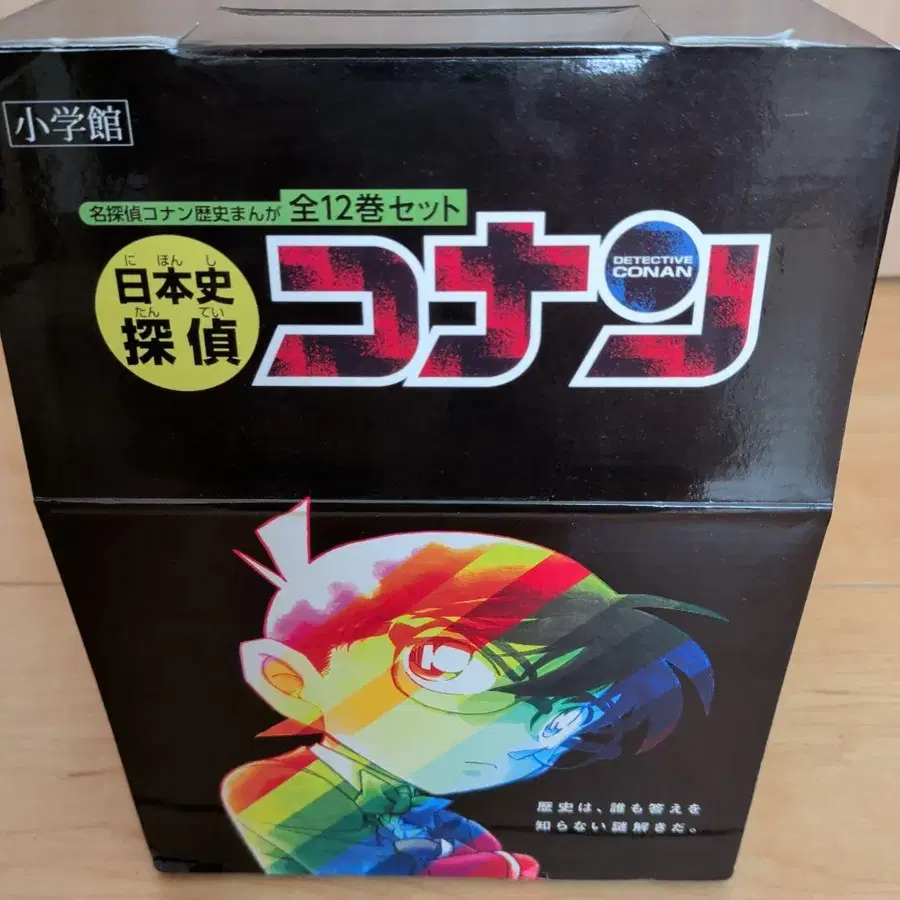 小学館
名探偵コナン歴史まんが 全12巻セット
にほんし
日本史
たんてい
探偵
コナン
DETECTIVE
CONAN
歴史は、誰も答えを
知らない謎解きだ。